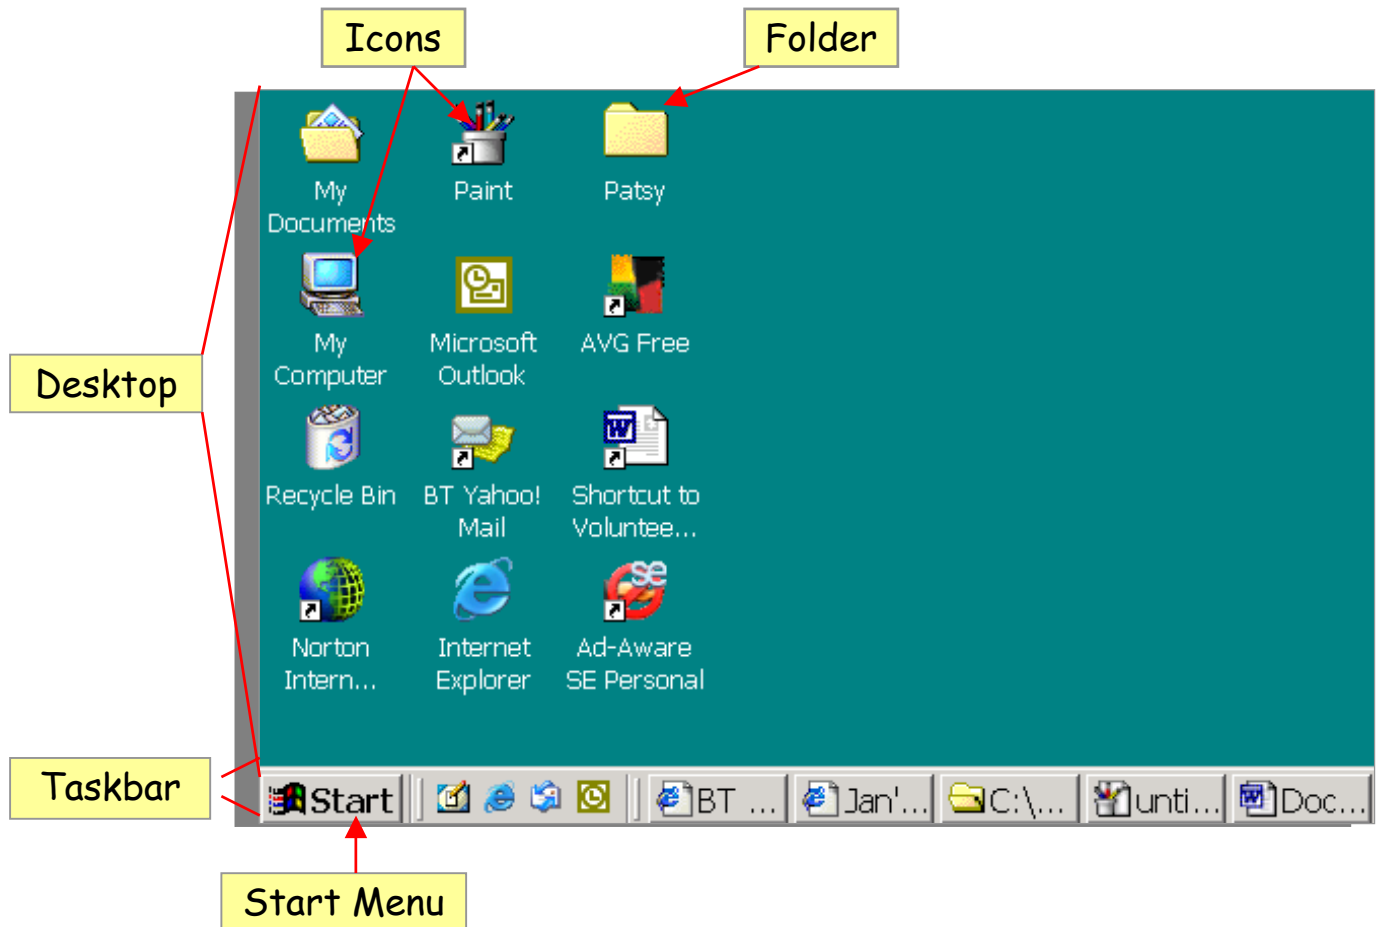 Icons
Folder
My
Documents
Paint
Patsy
My
Computer
Microsoft
Outlook
AVG Free
Desktop
W
Recycle Bin
BT Yahoo!
Mail
Shortcut to
Voluntee...
SE
Norton
Intern...
Internet
Explorer
Ad-Aware
SE Personal
Taskbar
Start
BT ...
Jan'...
C:\...
unti...
Doc...
Start Menu